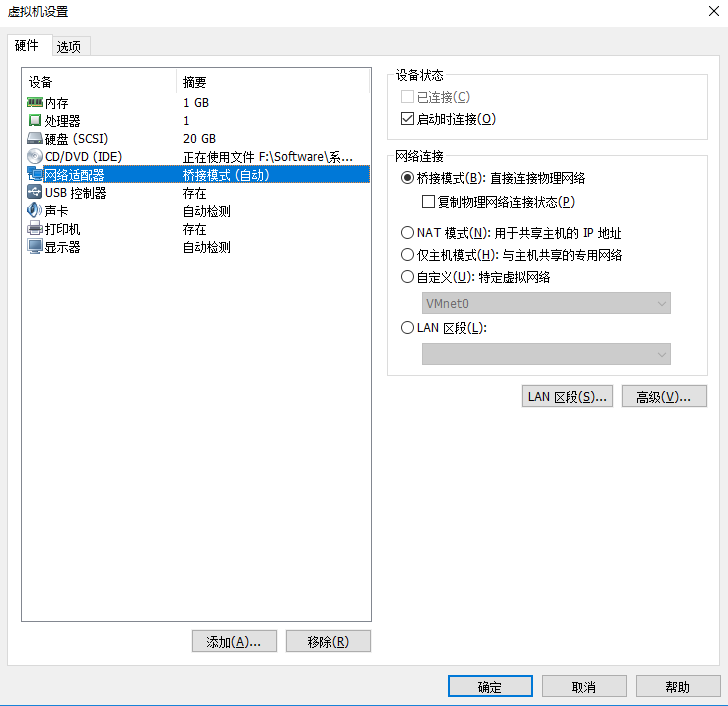 虚拟机设置
硬件 选项
设备 摘要
内存 1 GB
处理器 1
硬盘 (SCSI) 20 GB
CD/DVD (IDE) 正在使用文件 F:\Software\系...
网络适配器 桥接模式 (自动)
USB 控制器 存在
声卡 自动检测
打印机 存在
显示器 自动检测
添加(A)... 移除(R)
设备状态
已连接(C)
启动时连接(O)
网络连接
桥接模式(B): 直接连接物理网络
复制物理网络连接状态(P)
NAT 模式(N): 用于共享主机的 IP 地址
仅主机模式(H): 与主机共享的专用网络
自定义(U): 特定虚拟网络
VMnet0
LAN 区段(L):
LAN 区段(S)... 高级(V)...
确定 取消 帮助